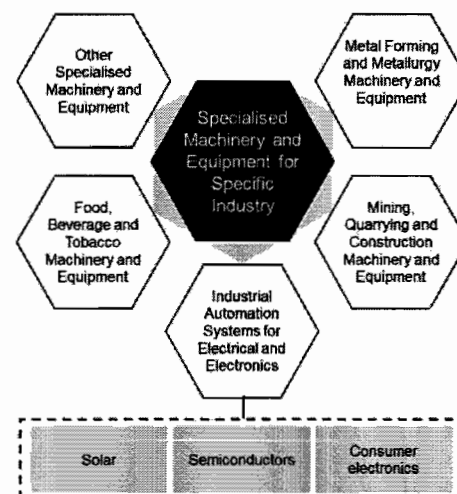 Other
Specialised
Machinery and
Equipment
Metal Forming
and Metallurgy
Machinery and
Equipment
Specialised
Machinery and
Equipment for
Specific
Industry
Food,
Beverage and
Tobacco
Machinery and
Equipment
Mining,
Quarrying and
Construction
Machinery and
Equipment
Industrial
Automation
Systems for
Electrical and
Electronics
Solar
Semiconductors
Consumer
electronics